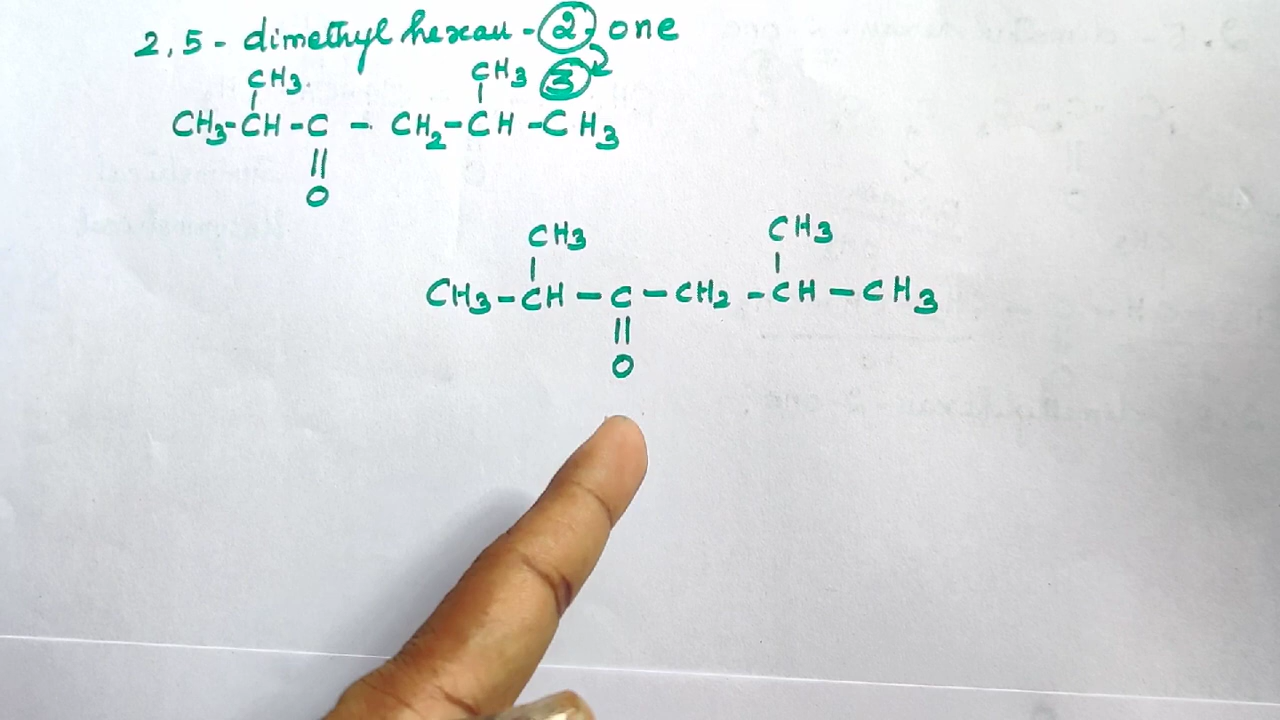 2,5 - dimethyl hexan - 2, one
CH3. CH3 3
CH3-CH-C - CH2-CH-CH3
||
O
CH3 CH3
CH3-CH-C-CH2-CH-CH3
||
O